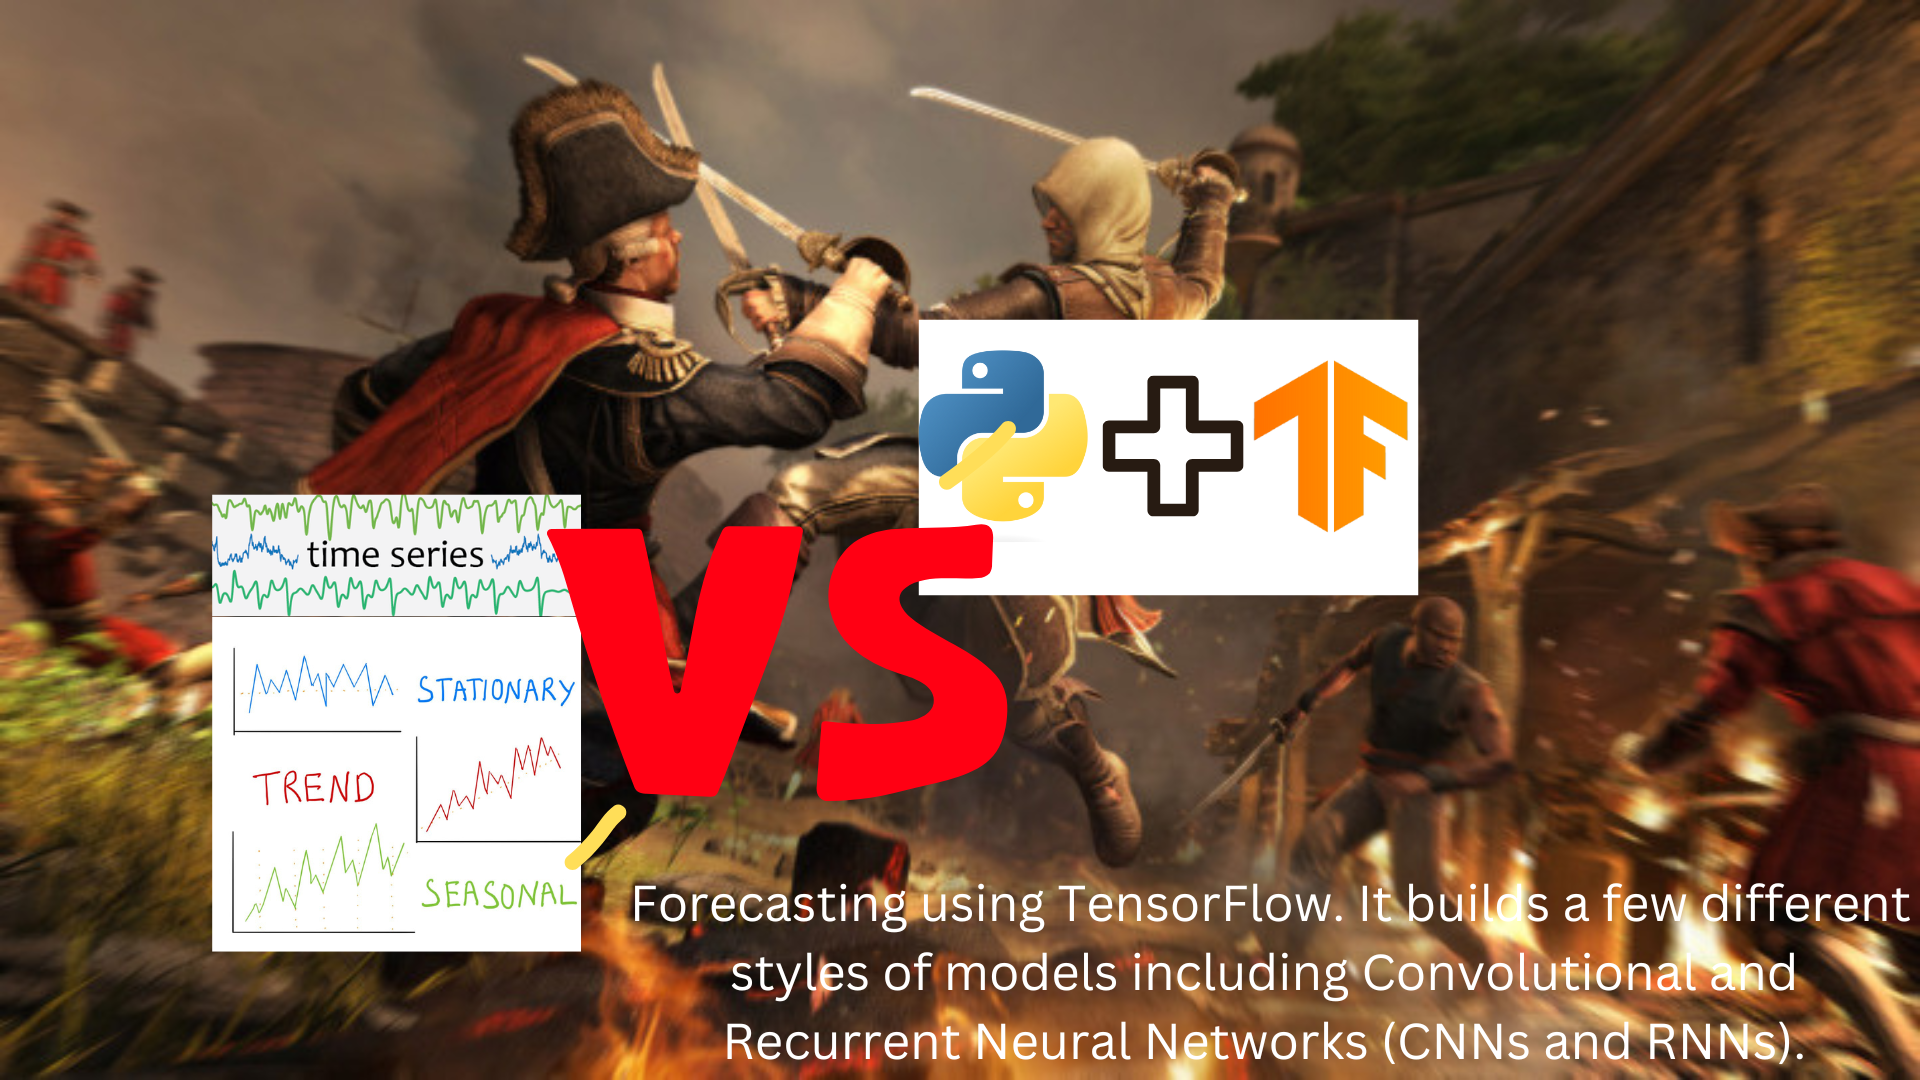 time series
STATIONARY
TREND
SEASONAL
VS
Forecasting using TensorFlow. It builds a few different
styles of models including Convolutional and
Recurrent Neural Networks (CNNs and RNNs).